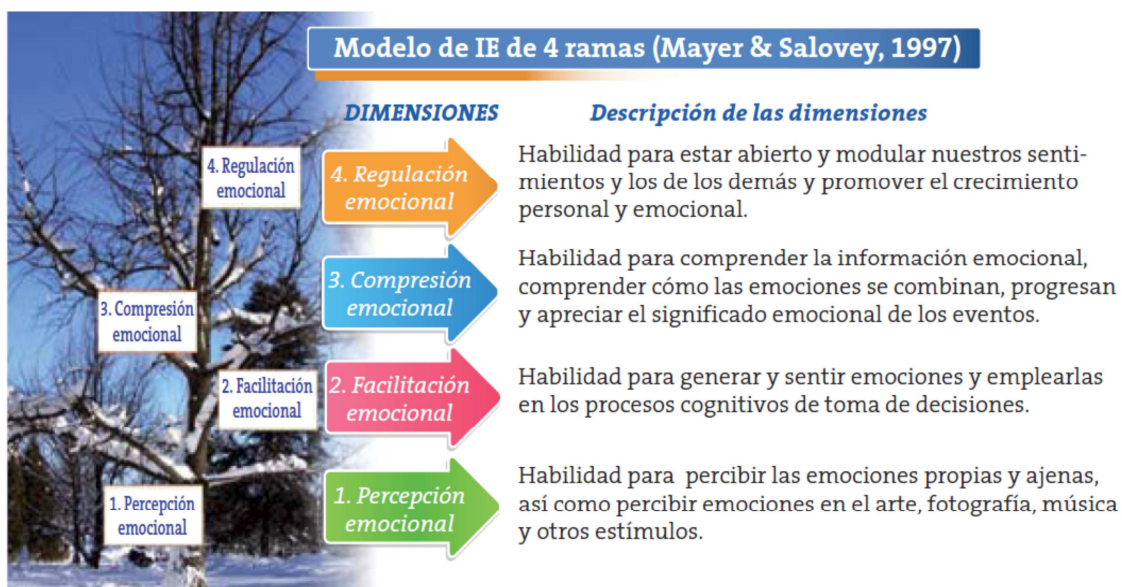 Modelo de IE de 4 ramas (Mayer & Salovey, 1997)
DIMENSIONES
Descripción de las dimensiones
4. Regulación
emocional
4. Regulación
emocional
Habilidad para estar abierto y modular nuestros senti-
mientos y los de los demás y promover el crecimiento
personal y emocional.
3. Compresión
emocional
3. Compresión
emocional
Habilidad para comprender la información emocional,
comprender cómo las emociones se combinan, progresan
y apreciar el significado emocional de los eventos.
2. Facilitación
emocional
2. Facilitación
emocional
Habilidad para generar y sentir emociones y emplearlas
en los procesos cognitivos de toma de decisiones.
1. Percepción
emocional
1. Percepción
emocional
Habilidad para percibir las emociones propias y ajenas,
así como percibir emociones en el arte, fotografía, música
y otros estímulos.